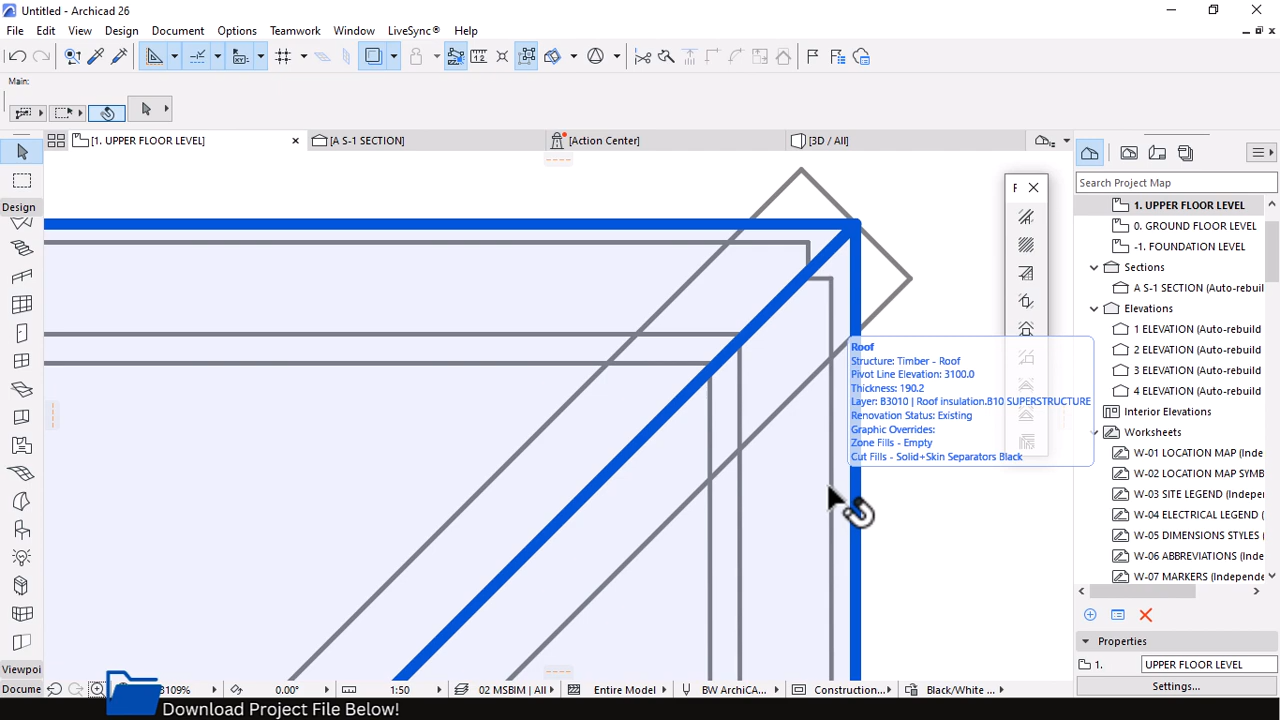 Untitled - Archicad 26
File Edit View Design Document Options Teamwork Window LiveSync® Help
Main:
[1. UPPER FLOOR LEVEL]
[A S-1 SECTION]
[Action Center]
[3D / All]
Design
Search Project Map
1. UPPER FLOOR LEVEL
0. GROUND FLOOR LEVEL
-1. FOUNDATION LEVEL
Sections
A S-1 SECTION (Auto-rebuil
Elevations
1 ELEVATION (Auto-rebuild
2 ELEVATION (Auto-rebuild
3 ELEVATION (Auto-rebuild
4 ELEVATION (Auto-rebuild
Interior Elevations
Worksheets
W-01 LOCATION MAP (Inde
W-02 LOCATION MAP SYMB
W-03 SITE LEGEND (Indepen
W-04 ELECTRICAL LEGEND (
W-05 DIMENSIONS STYLES (
W-06 ABBREVIATIONS (Inde
W-07 MARKERS (Independe
Roof
Structure: Timber - Roof
Pivot Line Elevation: 3100.0
Thickness: 190.2
Layer: B3010 | Roof insulation.B10 SUPERSTRUCTURE
Renovation Status: Existing
Graphic Overrides:
Zone Fills - Empty
Cut Fills - Solid+Skin Separators Black
Properties
1. UPPER FLOOR LEVEL
Settings...
Viewpoi
Docume
3109%
0.00°
1:50
02 MSBIM | All
Entire Model
BW ArchiCA...
Construction...
Black/White ...
Download Project File Below!